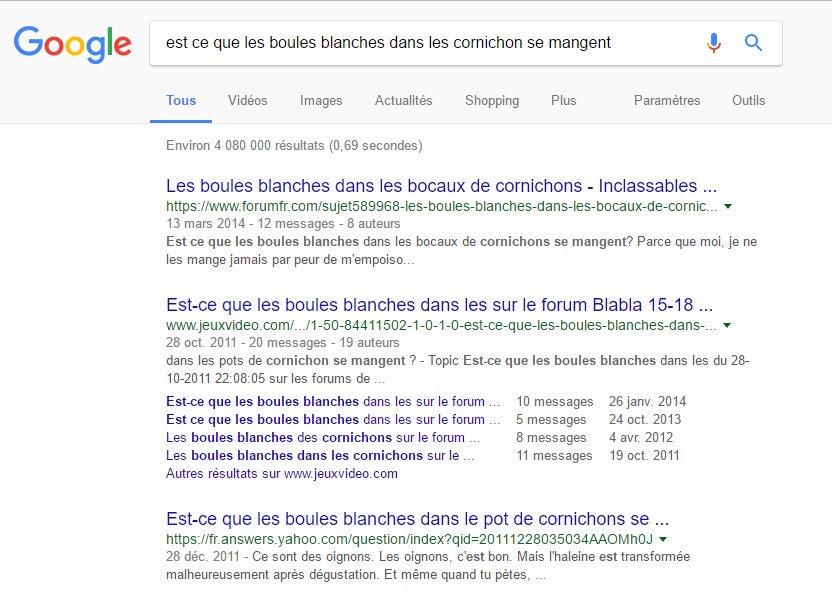 Google
est ce que les boules blanches dans les cornichon se mangent
Tous Vidéos Images Actualités Shopping Plus Paramètres Outils
Environ 4 080 000 résultats (0,69 secondes)
Les boules blanches dans les bocaux de cornichons - Inclassables ...
https://www.forumfr.com/sujet589968-les-boules-blanches-dans-les-bocaux-de-cornic...
13 mars 2014 - 12 messages - 8 auteurs
Est ce que les boules blanches dans les bocaux de cornichons se mangent? Parce que moi, je ne
les mange jamais par peur de m'empoiso...
Est-ce que les boules blanches dans les sur le forum Blabla 15-18 ...
www.jeuxvideo.com/.../1-50-84411502-1-0-1-0-est-ce-que-les-boules-blanches-dans-...
28 oct. 2011 - 20 messages - 19 auteurs
dans les pots de cornichon se mangent ? - Topic Est-ce que les boules blanches dans les du 28-
10-2011 22:08:05 sur les forums de ...
Est-ce que les boules blanches dans les sur le forum ... 10 messages 26 janv. 2014
Est ce que les boules blanches dans les sur le forum ... 5 messages 24 oct. 2013
Les boules blanches des cornichons sur le forum ... 8 messages 4 avr. 2012
Les boules blanches dans les cornichons sur le ... 11 messages 19 oct. 2011
Autres résultats sur www.jeuxvideo.com
Est-ce que les boules blanches dans le pot de cornichons se ...
https://fr.answers.yahoo.com/question/index?qid=20111228035034AAOMh0J
28 déc. 2011 - Ce sont des oignons. Les oignons, c'est bon. Mais l'haleine est transformée
malheureusement après dégustation. Et même quand tu pètes, ...